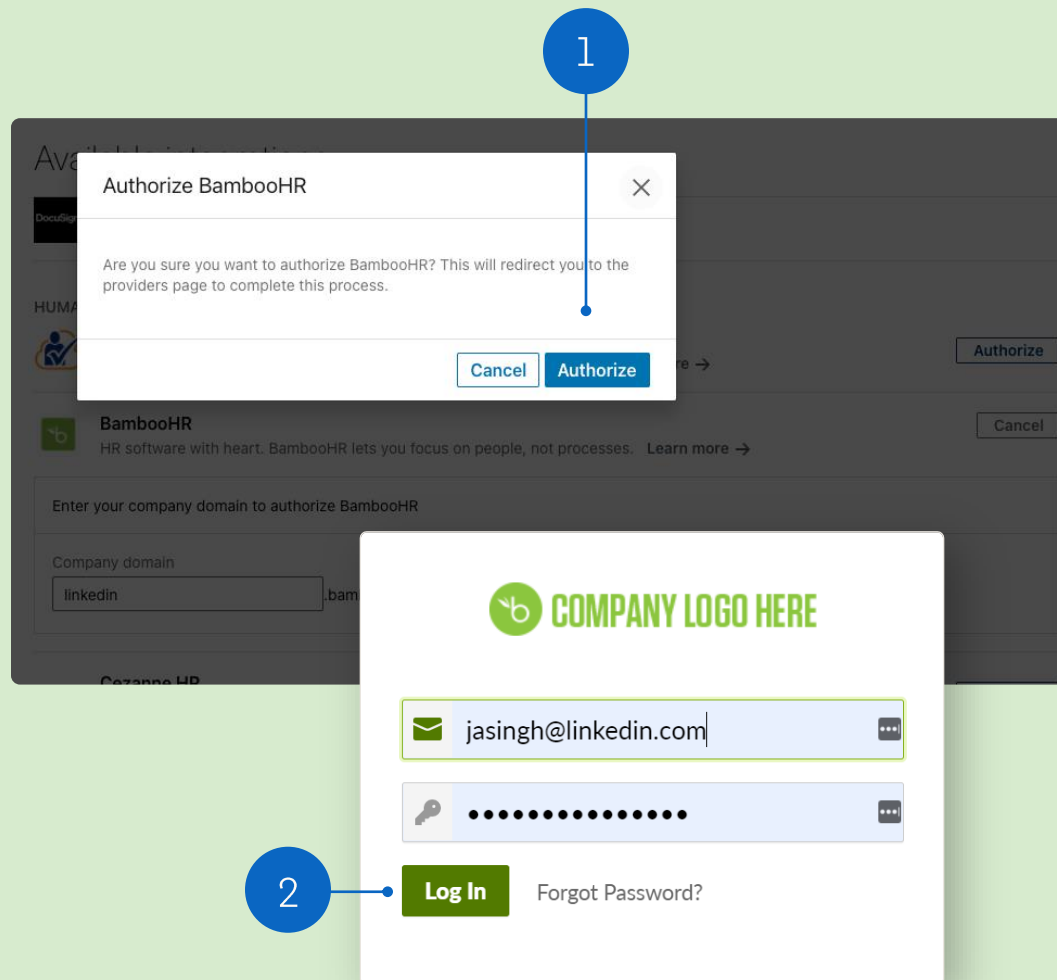 1
Authorize BambooHR
DocuSign
Are you sure you want to authorize BambooHR? This will redirect you to the
providers page to complete this process.
Cancel Authorize
Authorize
BambooHR
Cancel
HR software with heart. BambooHR lets you focus on people, not processes. Learn more →
Enter your company domain to authorize BambooHR
Company domain
linkedin
COMPANY LOGO HERE
Cezanne HR
jasingh@linkedin.com
2
Log In Forgot Password?